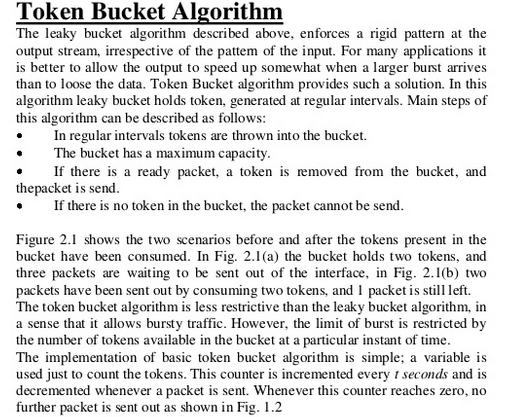 Token Bucket Algorithm
The leaky bucket algorithm described above, enforces a rigid pattern at the
output stream, irrespective of the pattern of the input. For many applications it
is better to allow the output to speed up somewhat when a larger burst arrives
than to loose the data. Token Bucket algorithm provides such a solution. In this
algorithm leaky bucket holds token, generated at regular intervals. Main steps of
this algorithm can be described as follows:
• In regular intervals tokens are thrown into the bucket.
• The bucket has a maximum capacity.
• If there is a ready packet, a token is removed from the bucket, and
thepacket is send.
• If there is no token in the bucket, the packet cannot be send.
Figure 2.1 shows the two scenarios before and after the tokens present in the
bucket have been consumed. In Fig. 2.1(a) the bucket holds two tokens, and
three packets are waiting to be sent out of the interface, in Fig. 2.1(b) two
packets have been sent out by consuming two tokens, and 1 packet is still left.
The token bucket algorithm is less restrictive than the leaky bucket algorithm, in
a sense that it allows bursty traffic. However, the limit of burst is restricted by
the number of tokens available in the bucket at a particular instant of time.
The implementation of basic token bucket algorithm is simple; a variable is
used just to count the tokens. This counter is incremented every t seconds and is
decremented whenever a packet is sent. Whenever this counter reaches zero, no
further packet is sent out as shown in Fig. 1.2